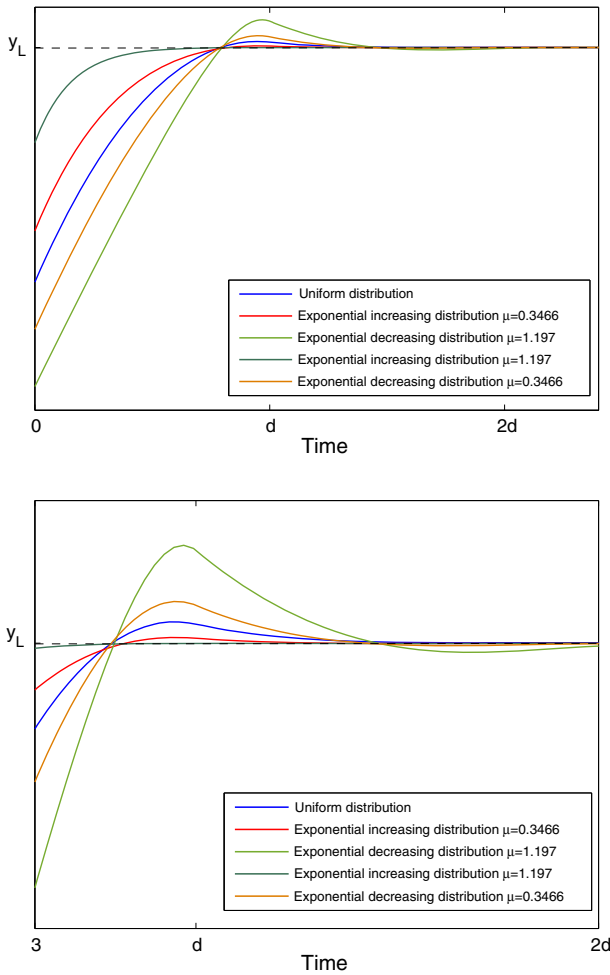 y_L
Uniform distribution
Exponential increasing distribution μ=0.3466
Exponential decreasing distribution μ=1.197
Exponential increasing distribution μ=1.197
Exponential decreasing distribution μ=0.3466
0 d 2d
Time
y_L
Uniform distribution
Exponential increasing distribution μ=0.3466
Exponential decreasing distribution μ=1.197
Exponential increasing distribution μ=1.197
Exponential decreasing distribution μ=0.3466
3 d 2d
Time